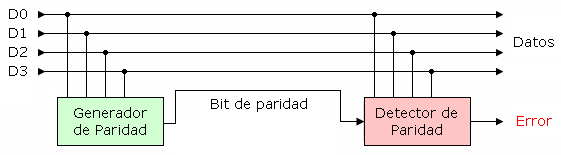 D0
D1
D2
D3
Datos
Generador
de Paridad
Bit de paridad
Detector de
Paridad
Error